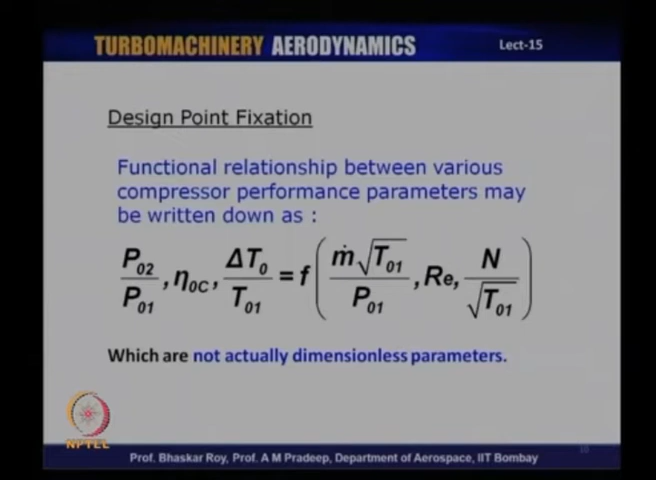 TURBOMACHINERY AERODYNAMICS
Lect-15
Design Point Fixation
Functional relationship between various
compressor performance parameters may
be written down as :
P02/P01, η0C, ΔT0/T01 = f(ṁ√T01/P01, Re, N/√T01)
Which are not actually dimensionless parameters.
NPTEL
Prof. Bhaskar Roy, Prof. A M Pradeep, Department of Aerospace, IIT Bombay